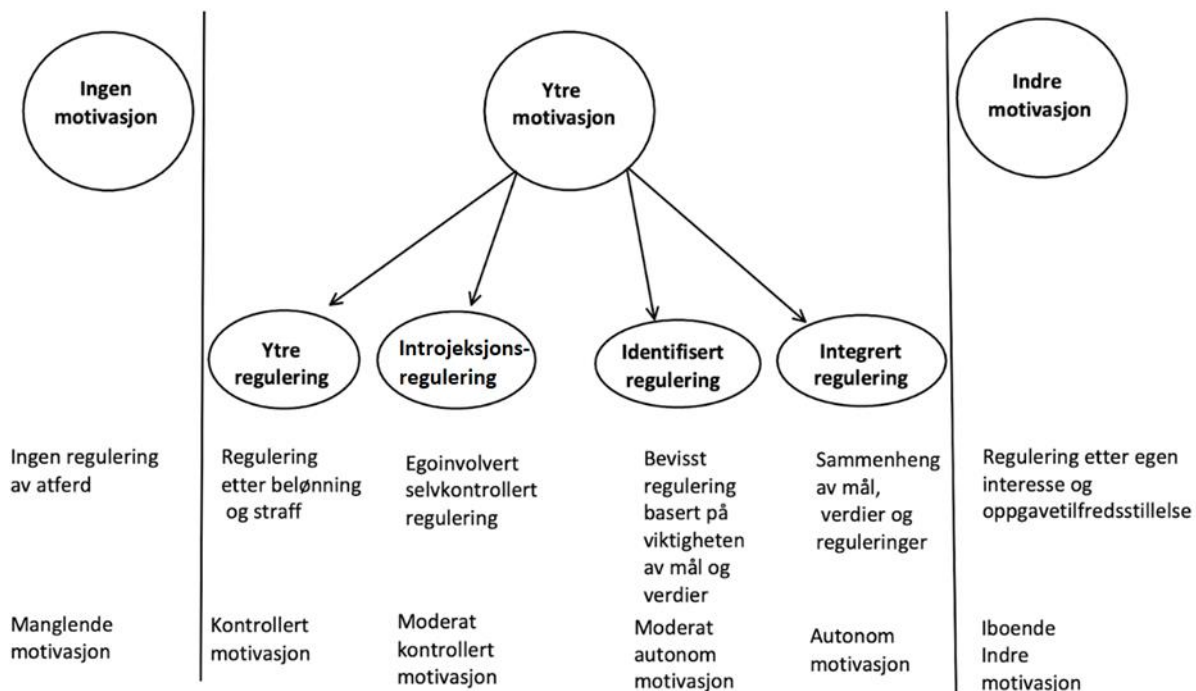 Ingen
motivasjon
Ytre
motivasjon
Indre
motivasjon
Ytre
regulering
Introjeksjons-
regulering
Identifisert
regulering
Integrert
regulering
Ingen regulering
av atferd
Regulering
etter belønning
og straff
Egoinvolvert
selvkontrollert
regulering
Bevisst
regulering
basert på
viktigheten
av mål og
verdier
Sammenheng
av mål,
verdier og
reguleringer
Regulering etter egen
interesse og
oppgavetilfredsstillelse
Manglende
motivasjon
Kontrollert
motivasjon
Moderat
kontrollert
motivasjon
Moderat
autonom
motivasjon
Autonom
motivasjon
Iboende
Indre
motivasjon